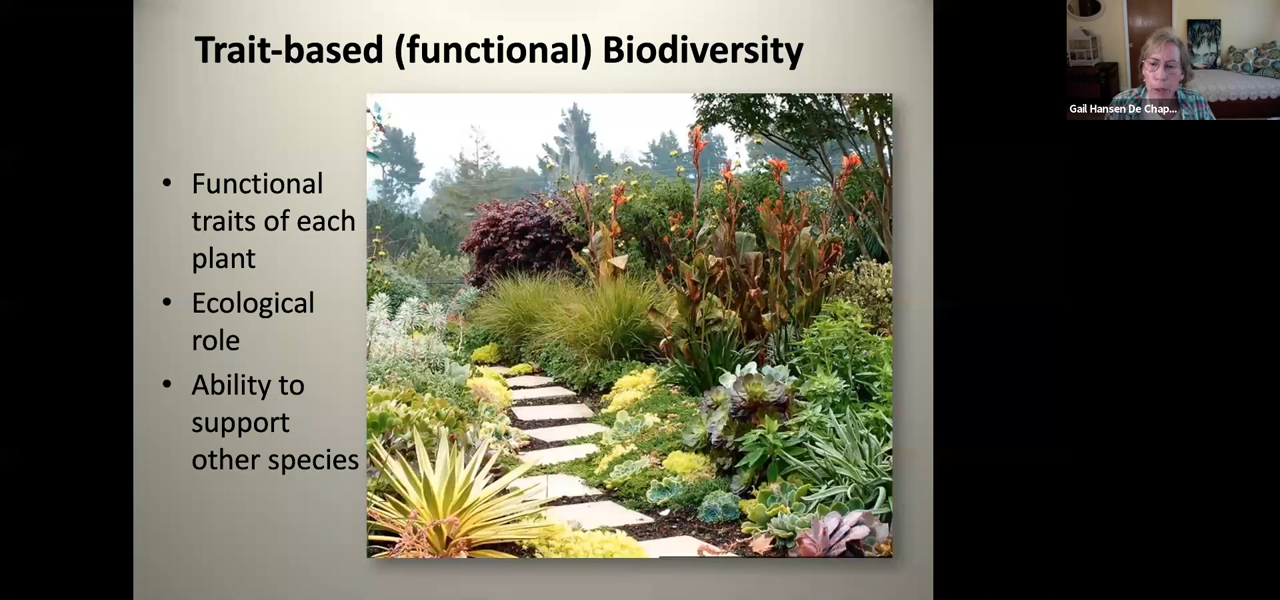 Trait-based (functional) Biodiversity
Gail Hansen De Chap...
• Functional
traits of each
plant
• Ecological
role
• Ability to
support
other species